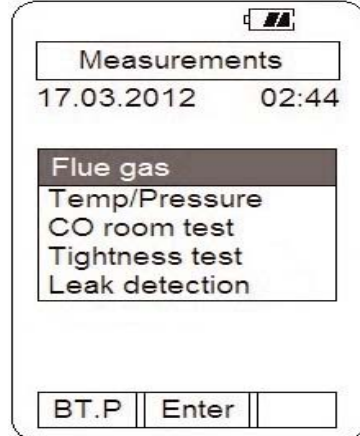 Measurements
17.03.2012 02:44
Flue gas
Temp/Pressure
CO room test
Tightness test
Leak detection
BT.P Enter